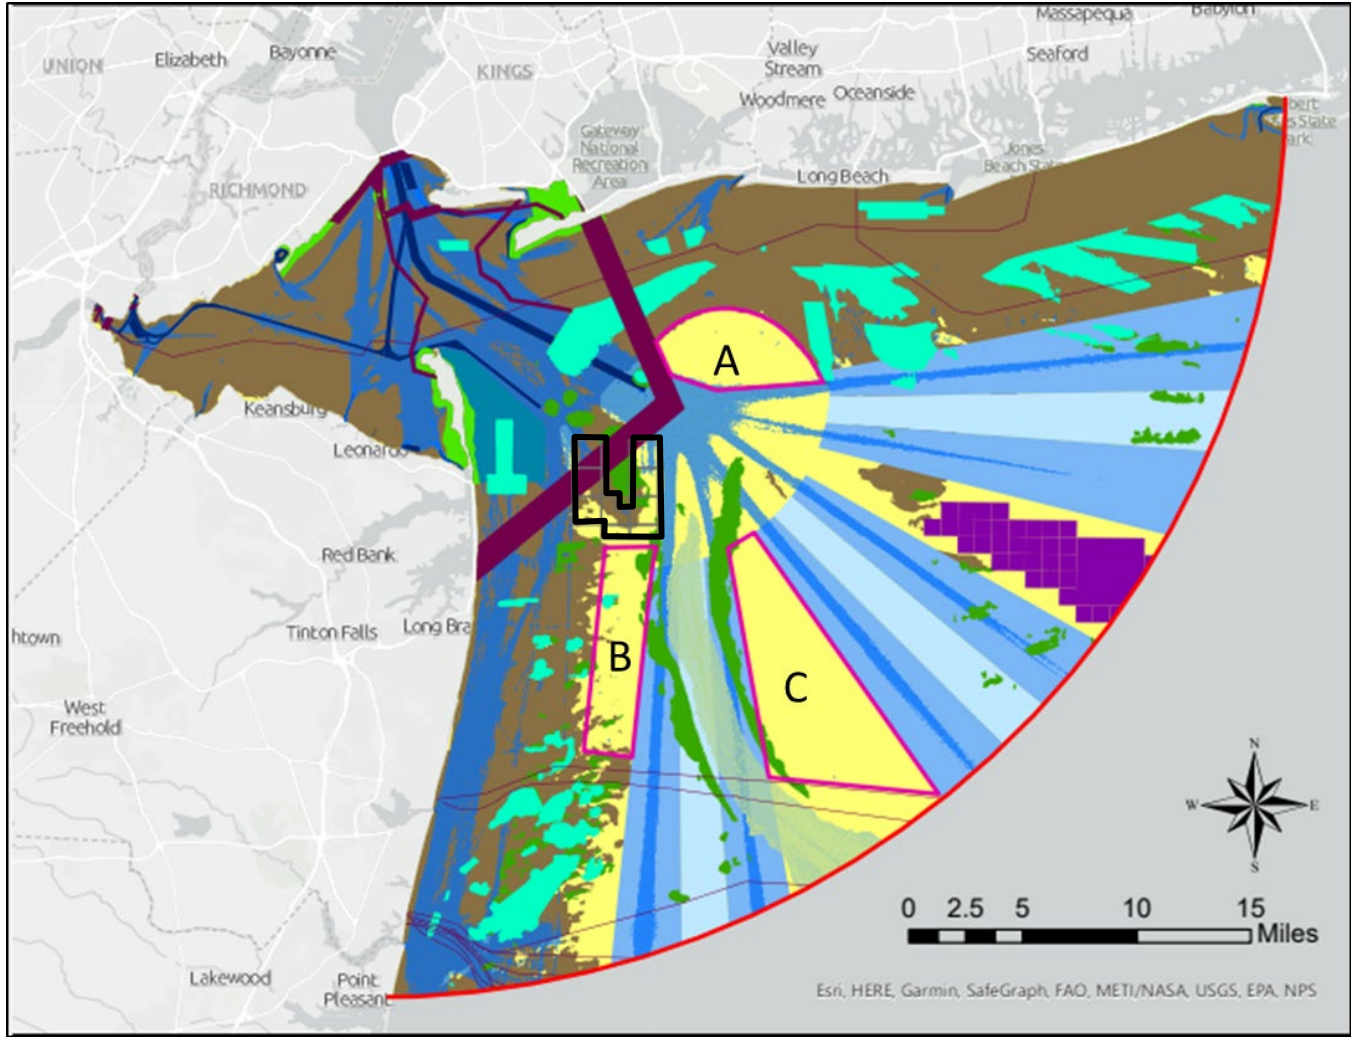 Massapequa
Babylon
UNION
Elizabeth
Bayonne
KINGS
Valley
Stream
Seaford
Woodmere
Oceanside
Gateway
National
Recreation
Area
Jones
Beach State
RICHMOND
Long Beach
A
Keansburg
Leonardo
Red Bank
htown
Tinton Falls
Long Bra
B
C
West
Freehold
N
W
E
S
0 2.5 5 10 15
Miles
Lakewood
Point
Pleasant
Esri, HERE, Garmin, SafeGraph, FAO, METI/NASA, USGS, EPA, NPS